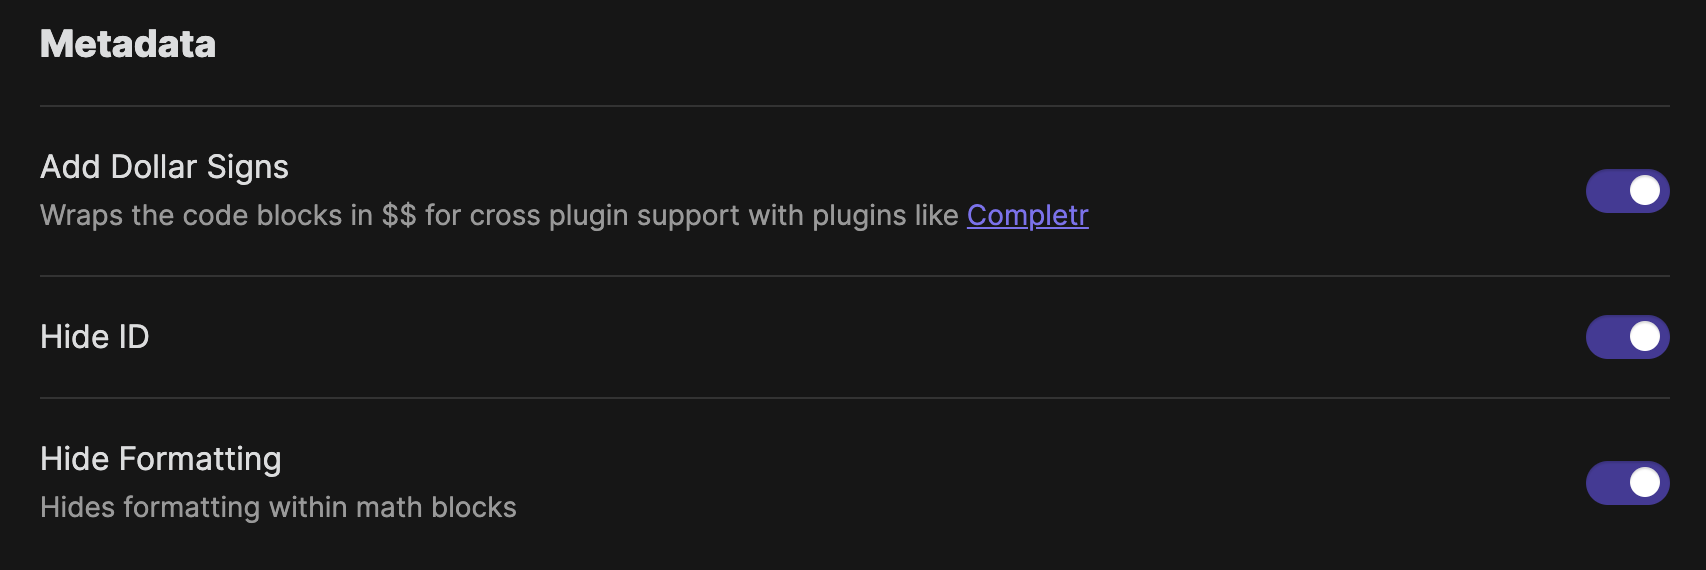 Metadata
Add Dollar Signs
Wraps the code blocks in $$ for cross plugin support with plugins like Completr
Hide ID
Hide Formatting
Hides formatting within math blocks